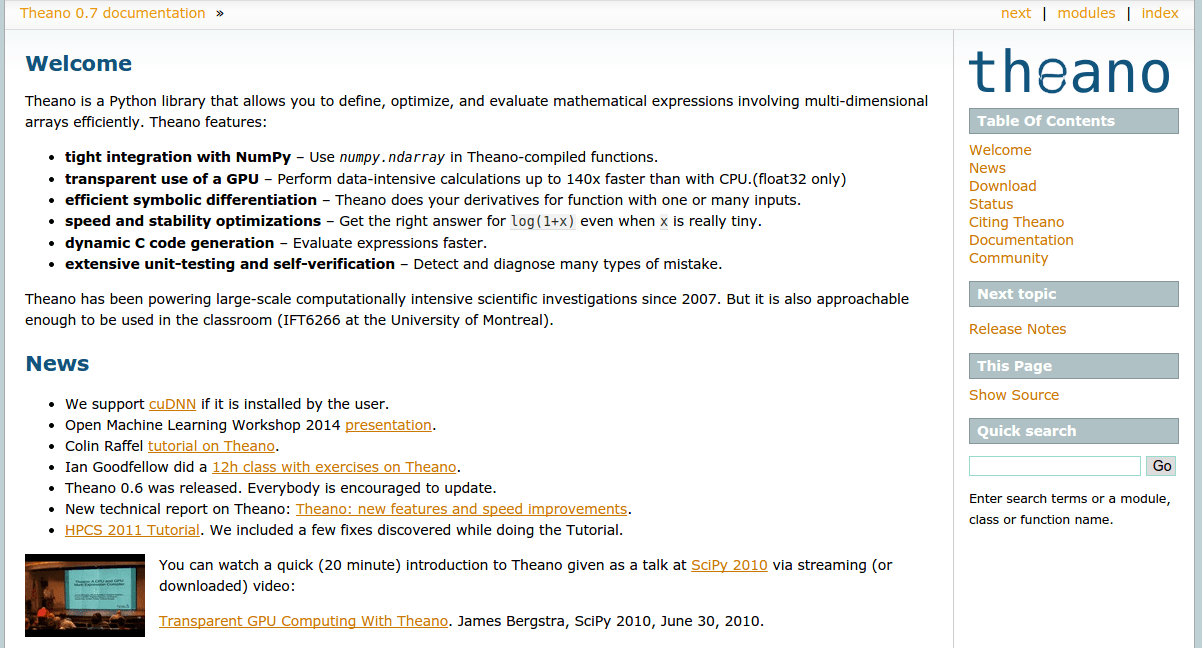 Theano 0.7 documentation »
next | modules | index
Welcome
Theano is a Python library that allows you to define, optimize, and evaluate mathematical expressions involving multi-dimensional
arrays efficiently. Theano features:
• tight integration with NumPy – Use numpy.ndarray in Theano-compiled functions.
• transparent use of a GPU – Perform data-intensive calculations up to 140x faster than with CPU.(float32 only)
• efficient symbolic differentiation – Theano does your derivatives for function with one or many inputs.
• speed and stability optimizations – Get the right answer for log(1+x) even when x is really tiny.
• dynamic C code generation – Evaluate expressions faster.
• extensive unit-testing and self-verification – Detect and diagnose many types of mistake.
Theano has been powering large-scale computationally intensive scientific investigations since 2007. But it is also approachable
enough to be used in the classroom (IFT6266 at the University of Montreal).
News
• We support cuDNN if it is installed by the user.
• Open Machine Learning Workshop 2014 presentation.
• Colin Raffel tutorial on Theano.
• Ian Goodfellow did a 12h class with exercises on Theano.
• Theano 0.6 was released. Everybody is encouraged to update.
• New technical report on Theano: Theano: new features and speed improvements.
• HPCS 2011 Tutorial. We included a few fixes discovered while doing the Tutorial.
You can watch a quick (20 minute) introduction to Theano given as a talk at SciPy 2010 via streaming (or
downloaded) video:
Transparent GPU Computing With Theano. James Bergstra, SciPy 2010, June 30, 2010.
theano
Table Of Contents
Welcome
News
Download
Status
Citing Theano
Documentation
Community
Next topic
Release Notes
This Page
Show Source
Quick search
Go
Enter search terms or a module,
class or function name.